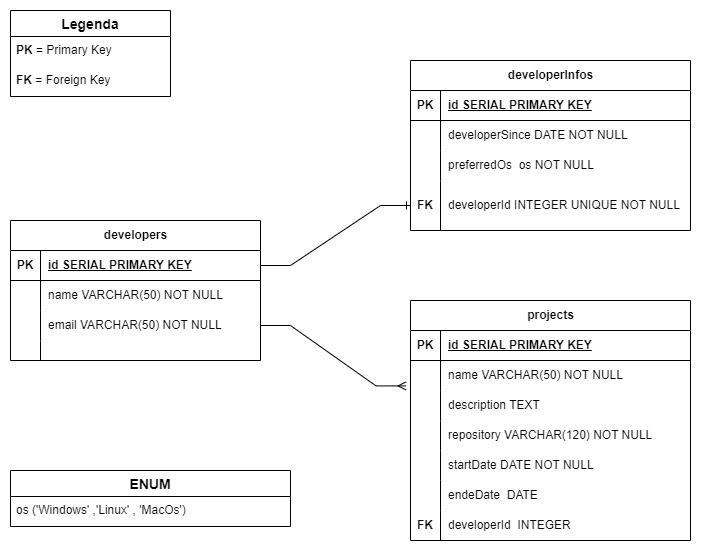 Legenda
PK = Primary Key
FK = Foreign Key
developerInfos
PK id SERIAL PRIMARY KEY
developerSince DATE NOT NULL
preferredOs os NOT NULL
FK developerId INTEGER UNIQUE NOT NULL
developers
PK id SERIAL PRIMARY KEY
name VARCHAR(50) NOT NULL
email VARCHAR(50) NOT NULL
projects
PK id SERIAL PRIMARY KEY
name VARCHAR(50) NOT NULL
description TEXT
repository VARCHAR(120) NOT NULL
startDate DATE NOT NULL
endeDate DATE
FK developerId INTEGER
ENUM
os ('Windows' ,'Linux' , 'MacOs')